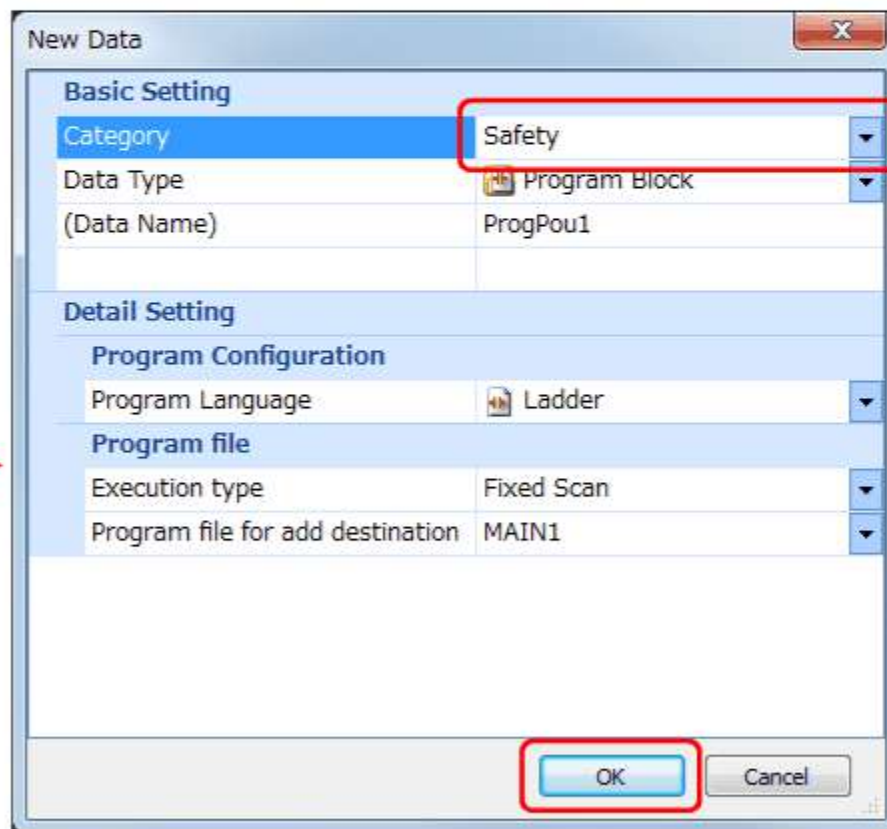 New Data
Basic Setting
Category Safety
Data Type Program Block
(Data Name) ProgPou1
Detail Setting
Program Configuration
Program Language Ladder
Program file
Execution type Fixed Scan
Program file for add destination MAIN1
OK Cancel